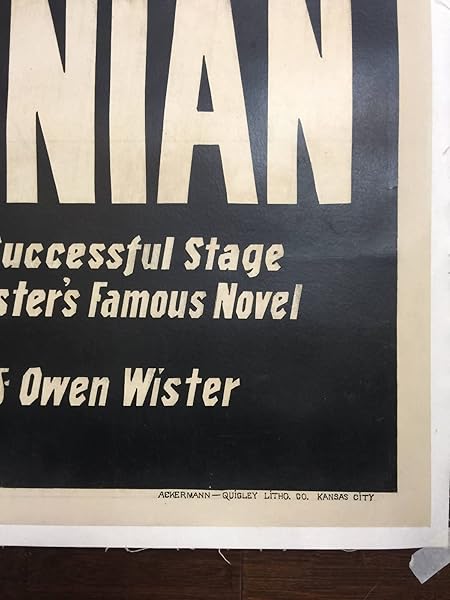 NIAN
Successful Stage
ster's Famous Novel
& Owen Wister
ACKERMANN — QUIGLEY LITHO. CO. KANSAS CITY